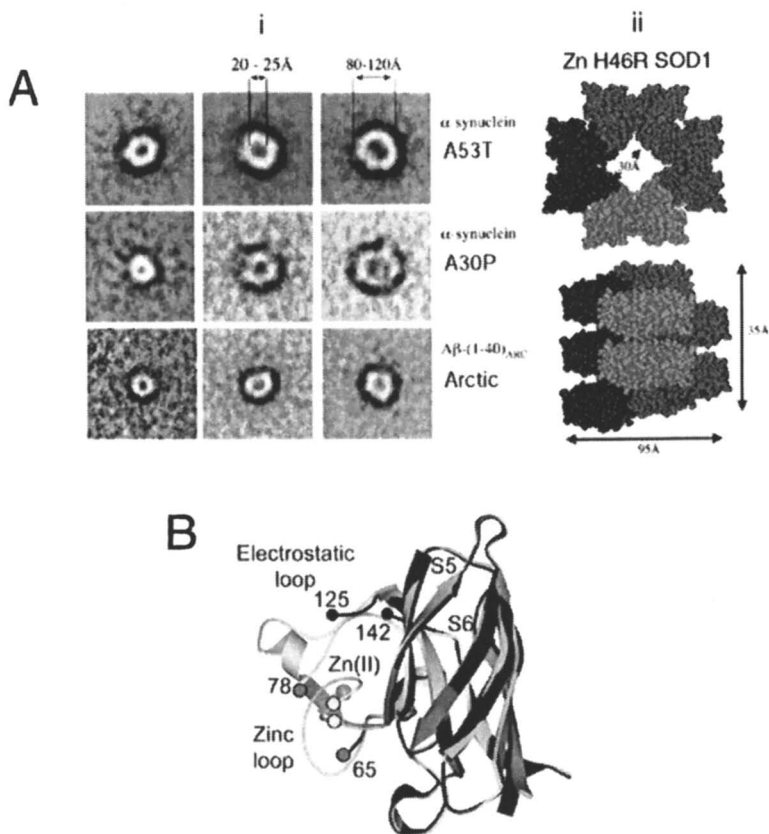 i
ii
A
20 - 25Å
80-120Å
Zn H46R SOD1
α synuclein
A53T
30Å
α-synuclein
A30P
Aβ-(1-40)ARC
Arctic
35Å
95Å
B
Electrostatic
loop
125
S5
142
S6
Zn(II)
78
Zinc
loop
65